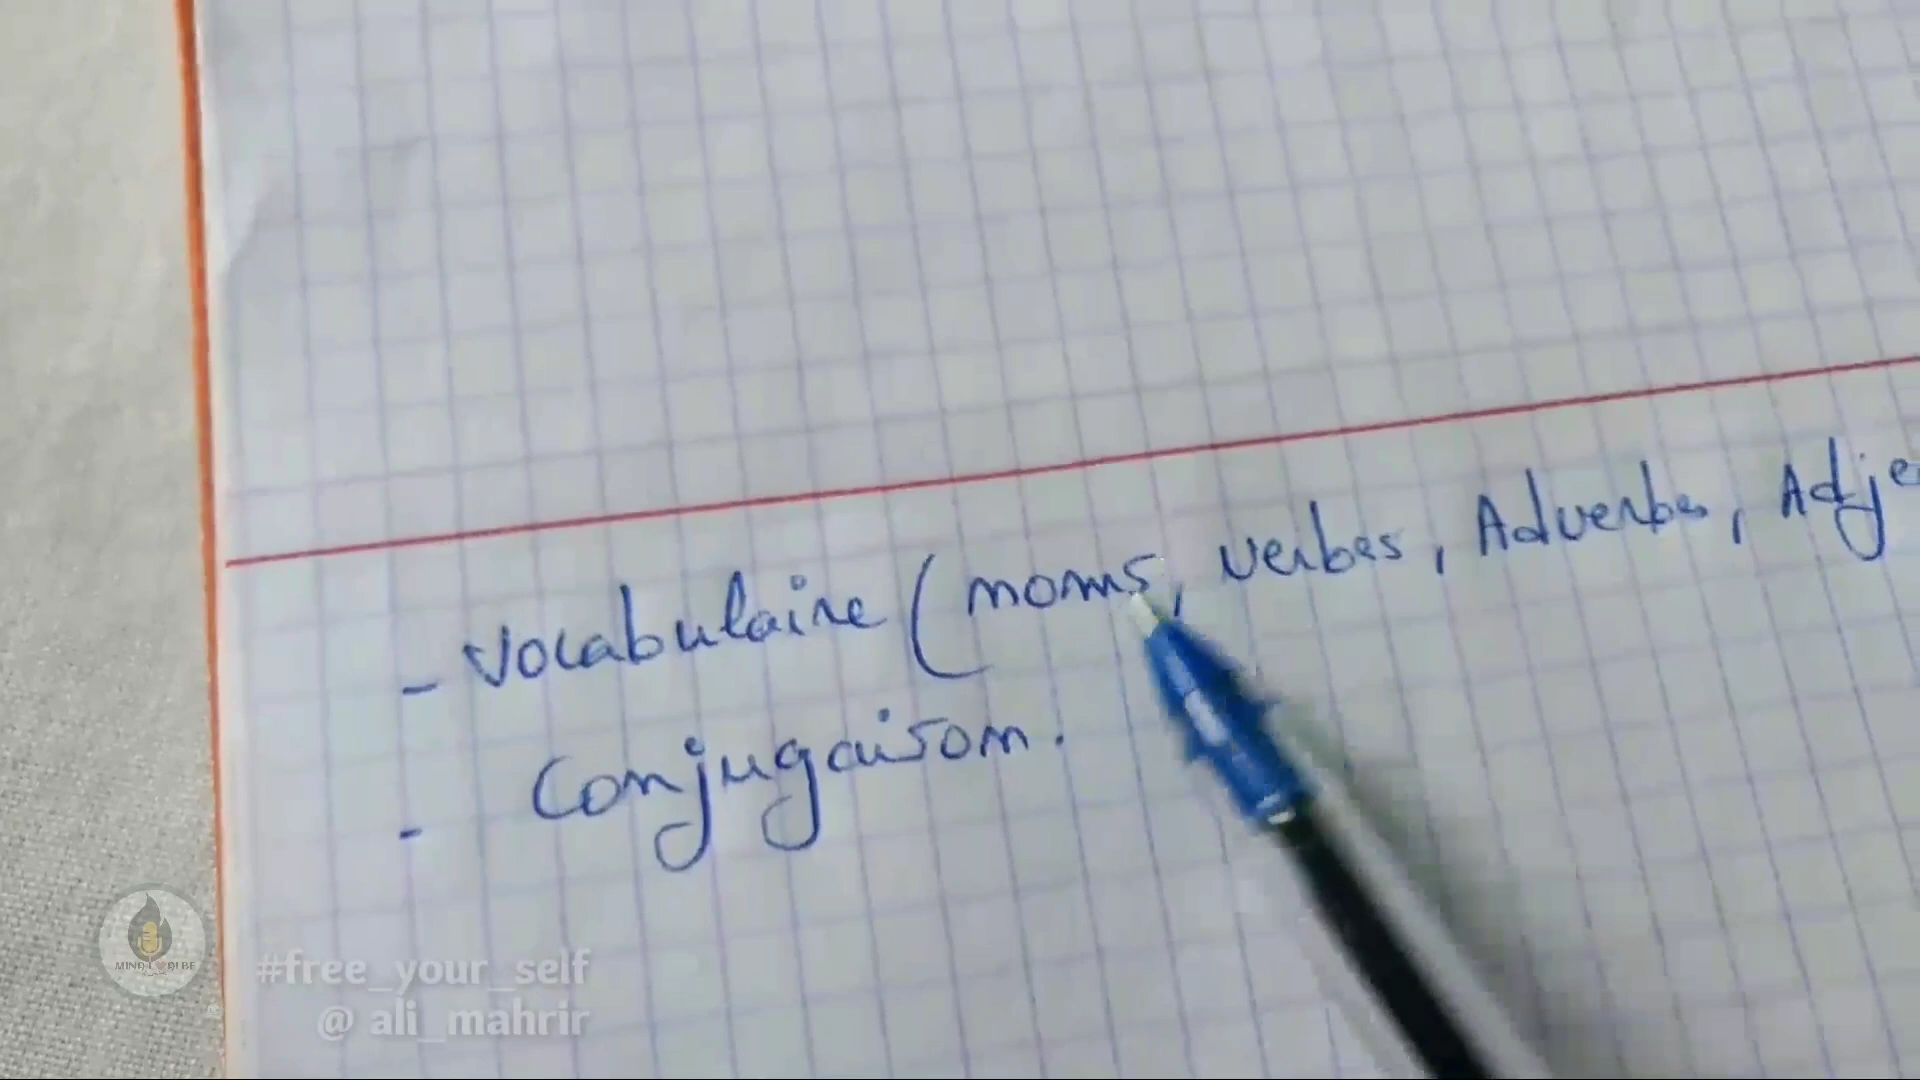 - Vocabulaire (noms, verbes, Adverbes, Adje
- Conjugaison.
#free_your_self
@ ali_mahrir